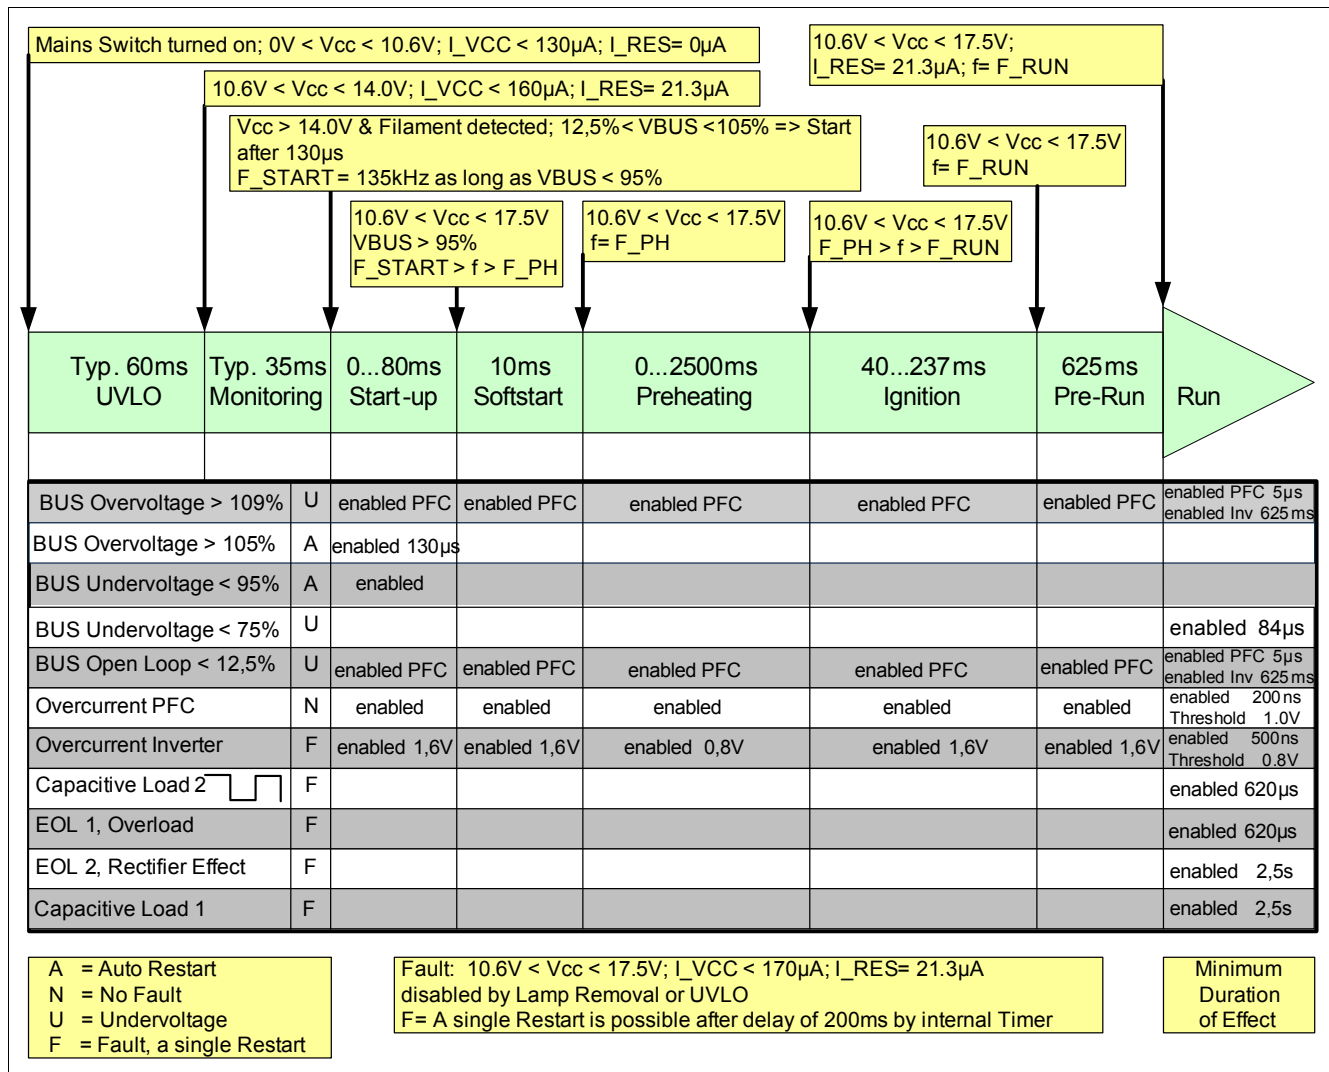 Mains Switch turned on; 0V < Vcc < 10.6V; I_VCC < 130µA; I_RES= 0µA
10.6V < Vcc < 17.5V;
I_RES= 21.3µA; f= F_RUN
10.6V < Vcc < 14.0V; I_VCC < 160µA; I_RES= 21.3µA
Vcc > 14.0V & Filament detected; 12,5%< VBUS <105% => Start
after 130µs
F_START = 135kHz as long as VBUS < 95%
10.6V < Vcc < 17.5V
f= F_RUN
10.6V < Vcc < 17.5V
VBUS > 95%
F_START > f > F_PH
10.6V < Vcc < 17.5V
f= F_PH
10.6V < Vcc < 17.5V
F_PH > f > F_RUN
Typ. 60ms
UVLO
Typ. 35ms
Monitoring
0...80ms
Start-up
10ms
Softstart
0...2500ms
Preheating
40...237ms
Ignition
625ms
Pre-Run
Run
BUS Overvoltage > 109% U enabled PFC enabled PFC enabled PFC enabled PFC enabled PFC enabled PFC 5µs
enabled Inv 625ms
BUS Overvoltage > 105% A enabled 130µs
BUS Undervoltage < 95% A enabled
BUS Undervoltage < 75% U enabled 84µs
BUS Open Loop < 12,5% U enabled PFC enabled PFC enabled PFC enabled PFC enabled PFC enabled PFC 5µs
enabled Inv 625ms
Overcurrent PFC N enabled enabled enabled enabled enabled enabled 200ns
Threshold 1.0V
Overcurrent Inverter F enabled 1,6V enabled 1,6V enabled 0,8V enabled 1,6V enabled 1,6V enabled 500ns
Threshold 0.8V
Capacitive Load 2 F enabled 620µs
EOL 1, Overload F enabled 620µs
EOL 2, Rectifier Effect F enabled 2,5s
Capacitive Load 1 F enabled 2,5s
A = Auto Restart
N = No Fault
U = Undervoltage
F = Fault, a single Restart
Fault: 10.6V < Vcc < 17.5V; I_VCC < 170µA; I_RES= 21.3µA
disabled by Lamp Removal or UVLO
F= A single Restart is possible after delay of 200ms by internal Timer
Minimum
Duration
of Effect